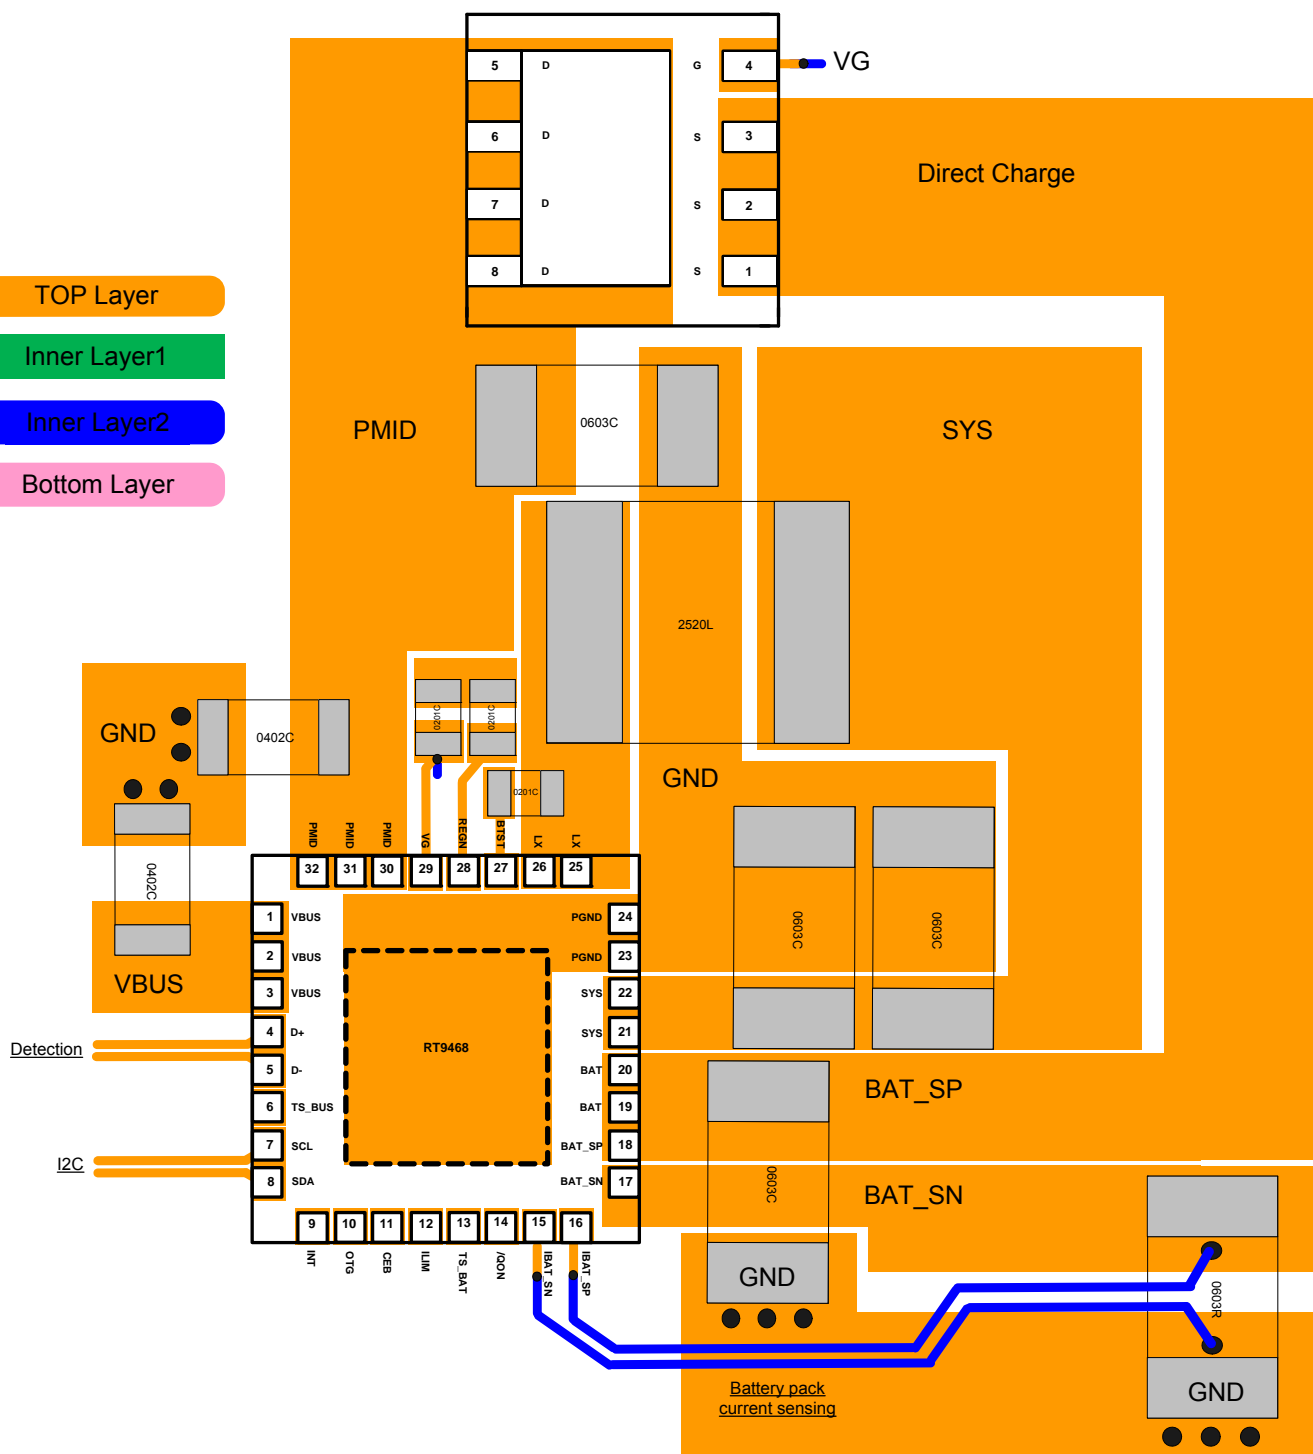 5 D G 4 VG
6 D S 3
Direct Charge
7 D S 2
8 D S 1
TOP Layer
Inner Layer1
Inner Layer2
Bottom Layer
PMID
0603C
SYS
2520L
GND
0402C
0201C
0201C
GND
0201C
0402C
PMID
PMID
PMID
VG
REGN
BTST
LX
LX
32 31 30 29 28 27 26 25
0603C
0603C
1 VBUS
2 VBUS
3 VBUS
VBUS
4 D+
5 D-
6 TS_BUS
7 SCL
8 SDA
Detection
I2C
RT9468
PGND 24
PGND 23
SYS 22
SYS 21
BAT 20
BAT 19
BAT_SP 18
BAT_SN 17
BAT_SP
0603C
BAT_SN
9 10 11 12 13 14 15 16
INT
OTG
CEB
ILIM
TS_BAT
/QON
IBAT_SN
IBAT_SP
GND
0603R
Battery pack
current sensing
GND